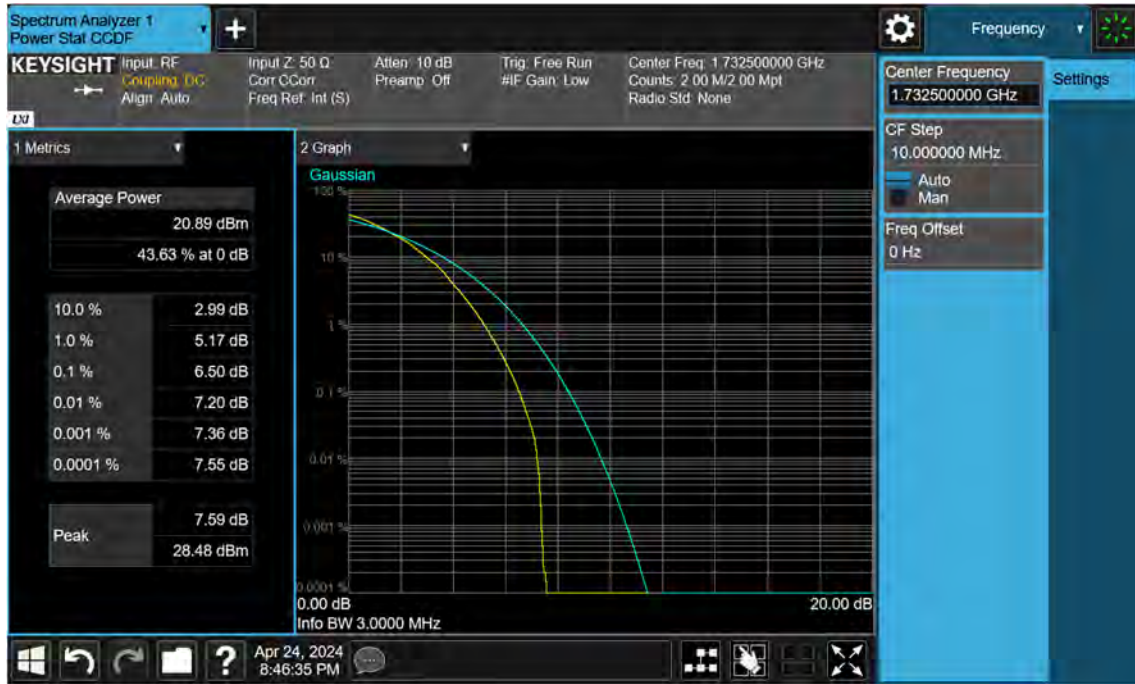 Spectrum Analyzer 1
Power Stat CCDF
+
Frequency
KEYSIGHT
Input: RF
Coupling: DC
Align: Auto
Input Z: 50 Ω
Corr CCorr
Freq Ref: Int (S)
Atten: 10 dB
Preamp: Off
Trig: Free Run
#IF Gain: Low
Center Freq: 1.732500000 GHz
Counts: 2.00 M/2.00 Mpt
Radio Std: None
LXI
Center Frequency
1.732500000 GHz
Settings
CF Step
10.000000 MHz
Auto
Man
Freq Offset
0 Hz
1 Metrics
Average Power
20.89 dBm
43.63 % at 0 dB
10.0 % 2.99 dB
1.0 % 5.17 dB
0.1 % 6.50 dB
0.01 % 7.20 dB
0.001 % 7.36 dB
0.0001 % 7.55 dB
Peak
7.59 dB
28.48 dBm
2 Graph
Gaussian
100 %
10 %
1 %
0.1 %
0.01 %
0.001 %
0.0001 %
0.00 dB 20.00 dB
Info BW 3.0000 MHz
?
Apr 24, 2024
8:46:35 PM